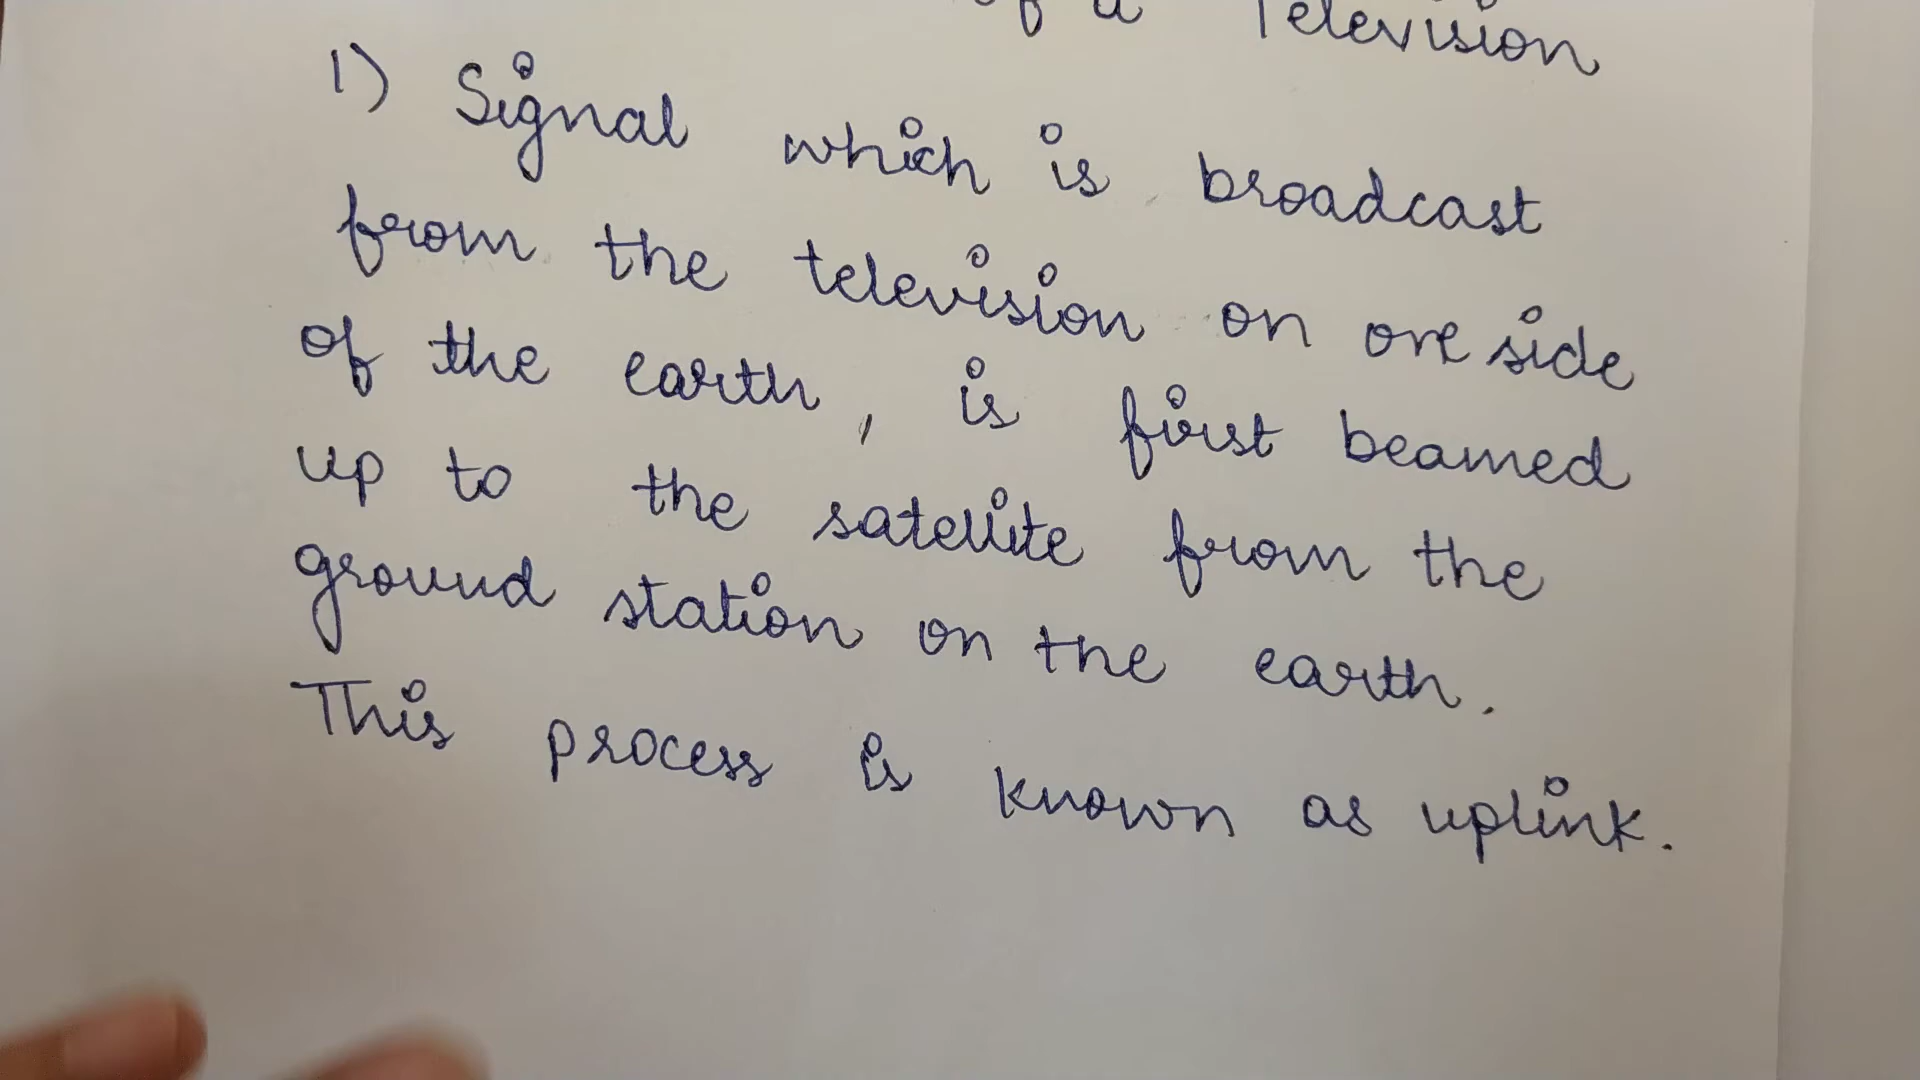 of a Television
1) Signal which is broadcast
from the television on one side
of the earth, is first beamed
up to the satellite from the
ground station on the earth.
This process is known as uplink.